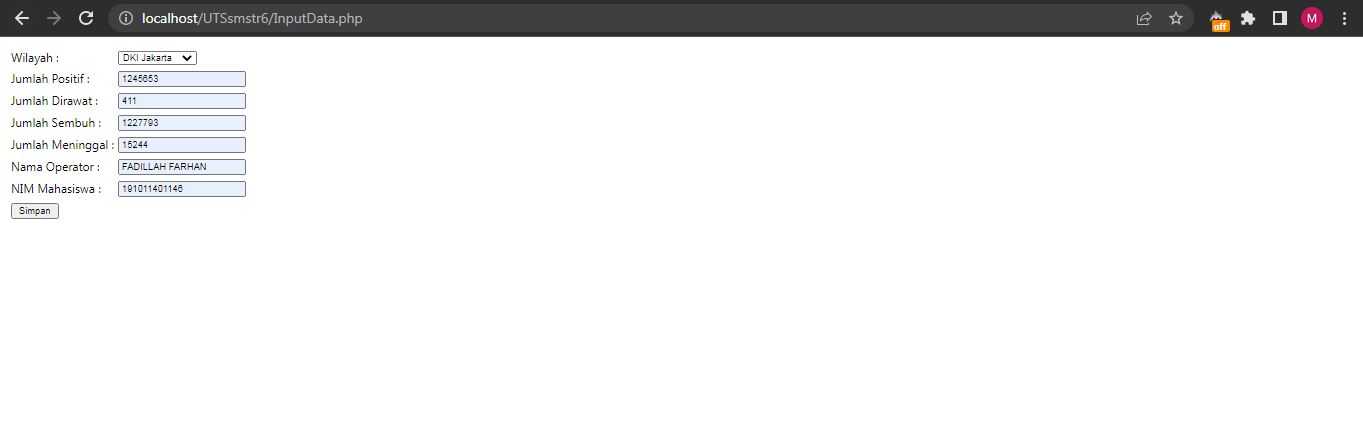 localhost/UTSsmstr6/InputData.php
M
off
Wilayah : DKI Jakarta
Jumlah Positif : 1245653
Jumlah Dirawat : 411
Jumlah Sembuh : 1227793
Jumlah Meninggal : 15244
Nama Operator : FADILLAH FARHAN
NIM Mahasiswa : 191011401146
Simpan